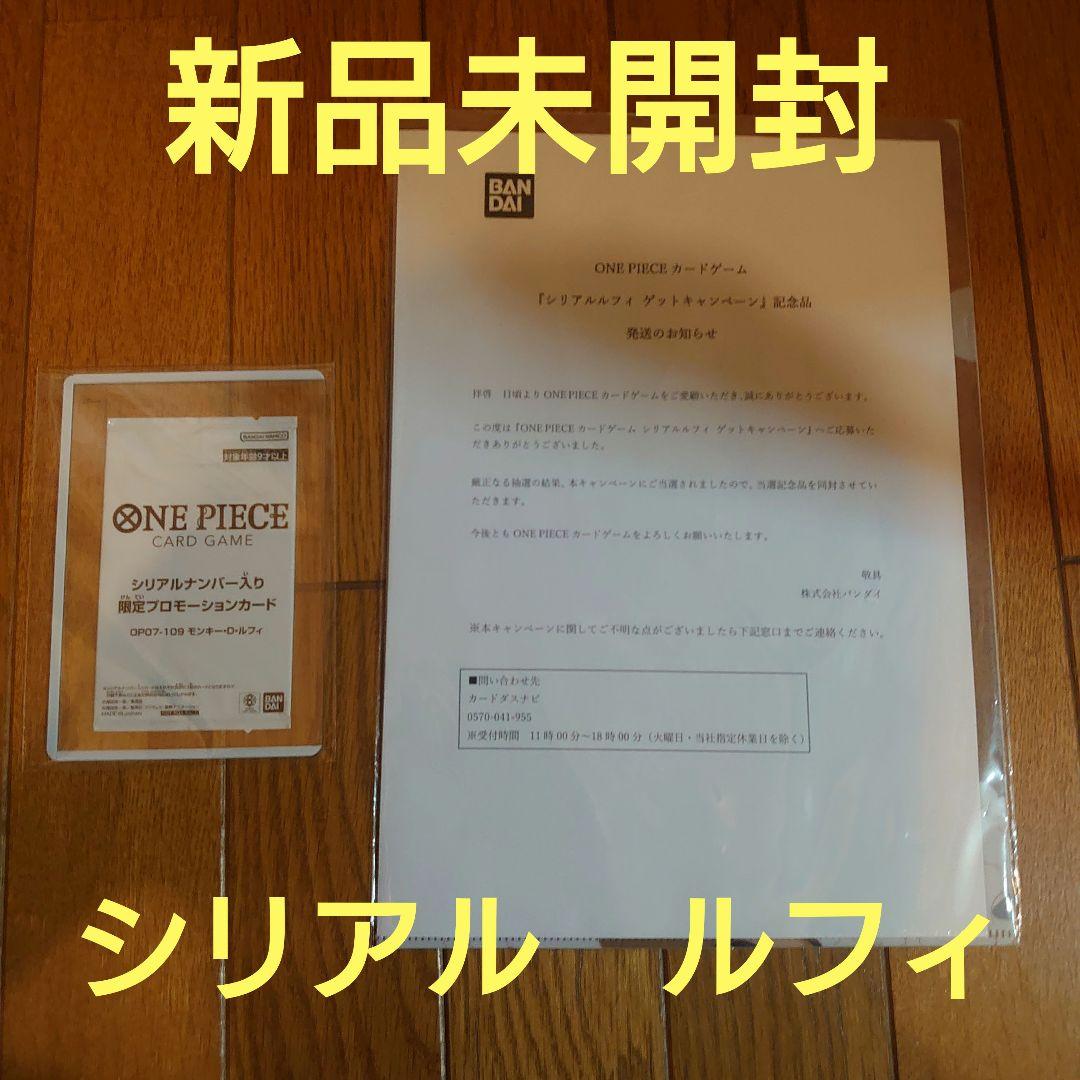 新品未開封
BAN
DAI
ONE PIECE カードゲーム
『シリアルルフィ ゲットキャンペーン』記念品
発送のお知らせ
拝啓　日頃より ONE PIECE カードゲームをご愛顧いただき、誠にありがとうございます。
この度は『ONE PIECE カードゲーム シリアルルフィ ゲットキャンペーン』へご応募いた
だきありがとうございました。
厳正なる抽選の結果、本キャンペーンにご当選されましたので、当選記念品を同封させてい
ただきます。
今後とも ONE PIECE カードゲームをよろしくお願いいたします。
敬具
株式会社バンダイ
※本キャンペーンに関してご不明な点がございましたら下記窓口までご連絡ください。
■問い合わせ先
カードダスナビ
0570-041-955
※受付時間　11時00分～18時00分（火曜日・当社指定休業日を除く）
BANDAI NAMCO
対象年齢9才以上
ONE PIECE
CARD GAME
シリアルナンバー入り
限定プロモーションカード
OP07-109 モンキー・D・ルフィ
MADE IN JAPAN
BAN
DAI
シリアル　ルフィ